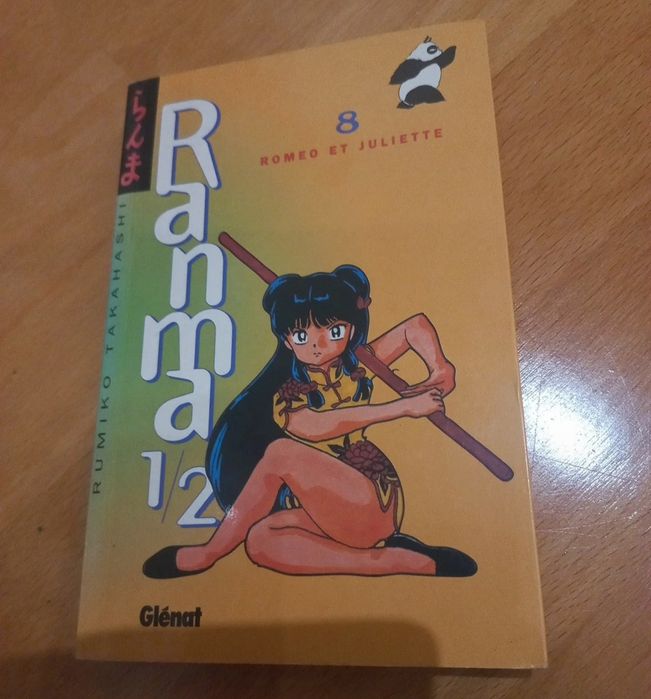 らんま
Ranma
1/2
8
ROMEO ET JULIETTE
RUMIKO TAKAHASHI
Glénat